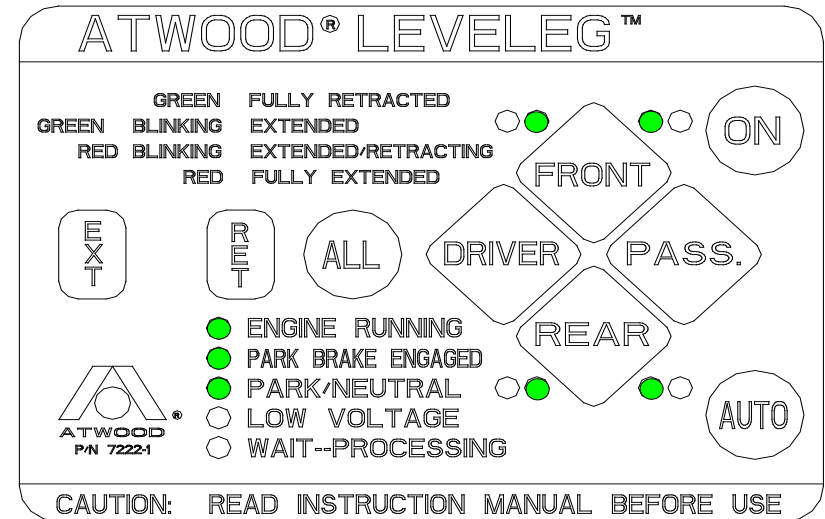 ATWOOD® LEVELEG™
GREEN FULLY RETRACTED
GREEN BLINKING EXTENDED
RED BLINKING EXTENDED/RETRACTING
RED FULLY EXTENDED
ON
FRONT
EXT
RET
ALL
DRIVER
PASS.
REAR
ENGINE RUNNING
PARK BRAKE ENGAGED
PARK/NEUTRAL
LOW VOLTAGE
WAIT--PROCESSING
AUTO
ATWOOD®
P/N 7222-1
CAUTION: READ INSTRUCTION MANUAL BEFORE USE